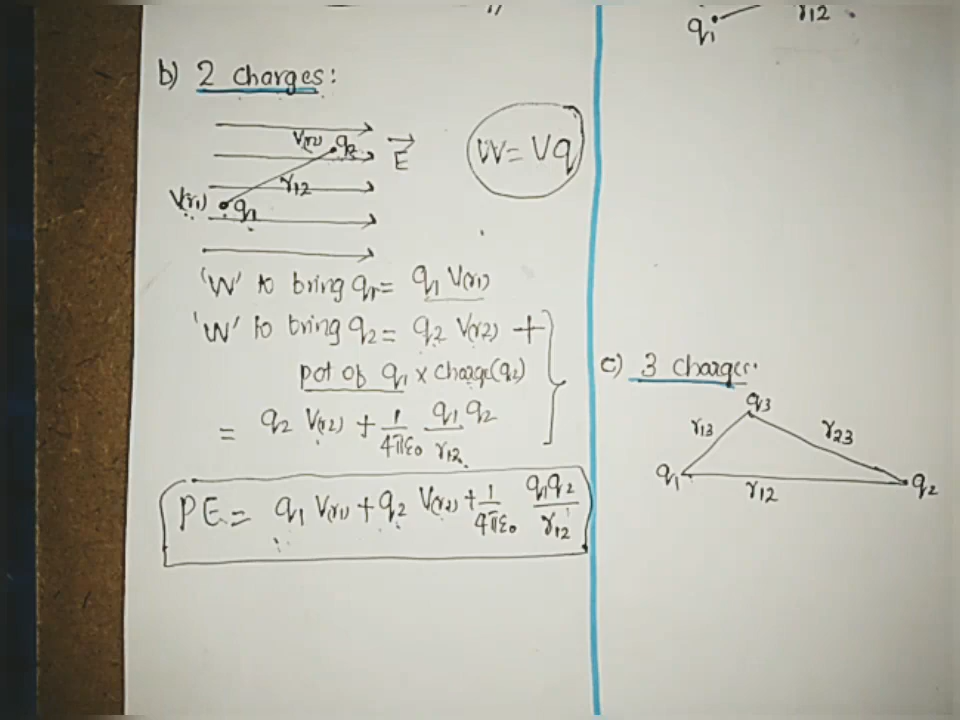 b) 2 charges:
V(r2) q2
E
W = Vq
r12
V(r1) q1
'W' to bring q1 = q1 V(r1)
'W' to bring q2 = q2 V(r2) +
pot of q1 x charge(q2)
= q2 V(r2) + 1/4πε0 q1 q2/r12
PE = q1 V(r1) + q2 V(r2) + 1/4πε0 q1q2/r12
q1 r12
c) 3 charges:
q3
r13 r23
q1 q2
r12